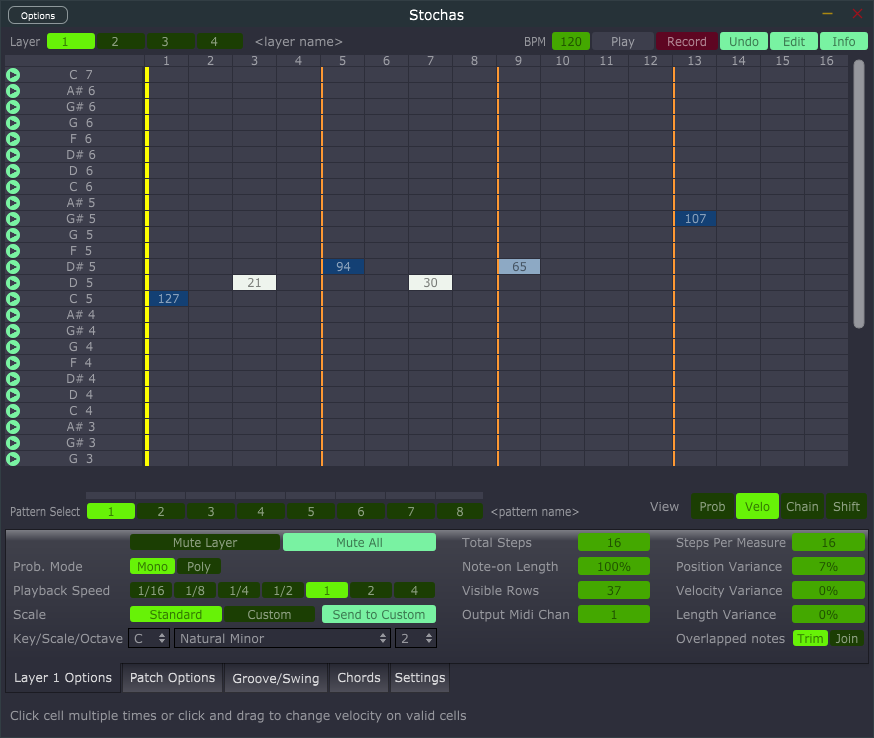 Options Stochas
Layer 1 2 3 4 <layer name> BPM 120 Play Record Undo Edit Info
1 2 3 4 5 6 7 8 9 10 11 12 13 14 15 16
C 7
A# 6
G# 6
G 6
F 6
D# 6
D 6
C 6
A# 5
G# 5 107
G 5
F 5
D# 5 94 65
D 5 21 30
C 5 127
A# 4
G# 4
G 4
F 4
D# 4
D 4
C 4
A# 3
G# 3
G 3
Pattern Select 1 2 3 4 5 6 7 8 <pattern name> View Prob Velo Chain Shift
Mute Layer Mute All Total Steps 16 Steps Per Measure 16
Prob. Mode Mono Poly Note-on Length 100% Position Variance 7%
Playback Speed 1/16 1/8 1/4 1/2 1 2 4 Visible Rows 37 Velocity Variance 0%
Scale Standard Custom Send to Custom Output Midi Chan 1 Length Variance 0%
Key/Scale/Octave C Natural Minor 2 Overlapped notes Trim Join
Layer 1 Options Patch Options Groove/Swing Chords Settings
Click cell multiple times or click and drag to change velocity on valid cells